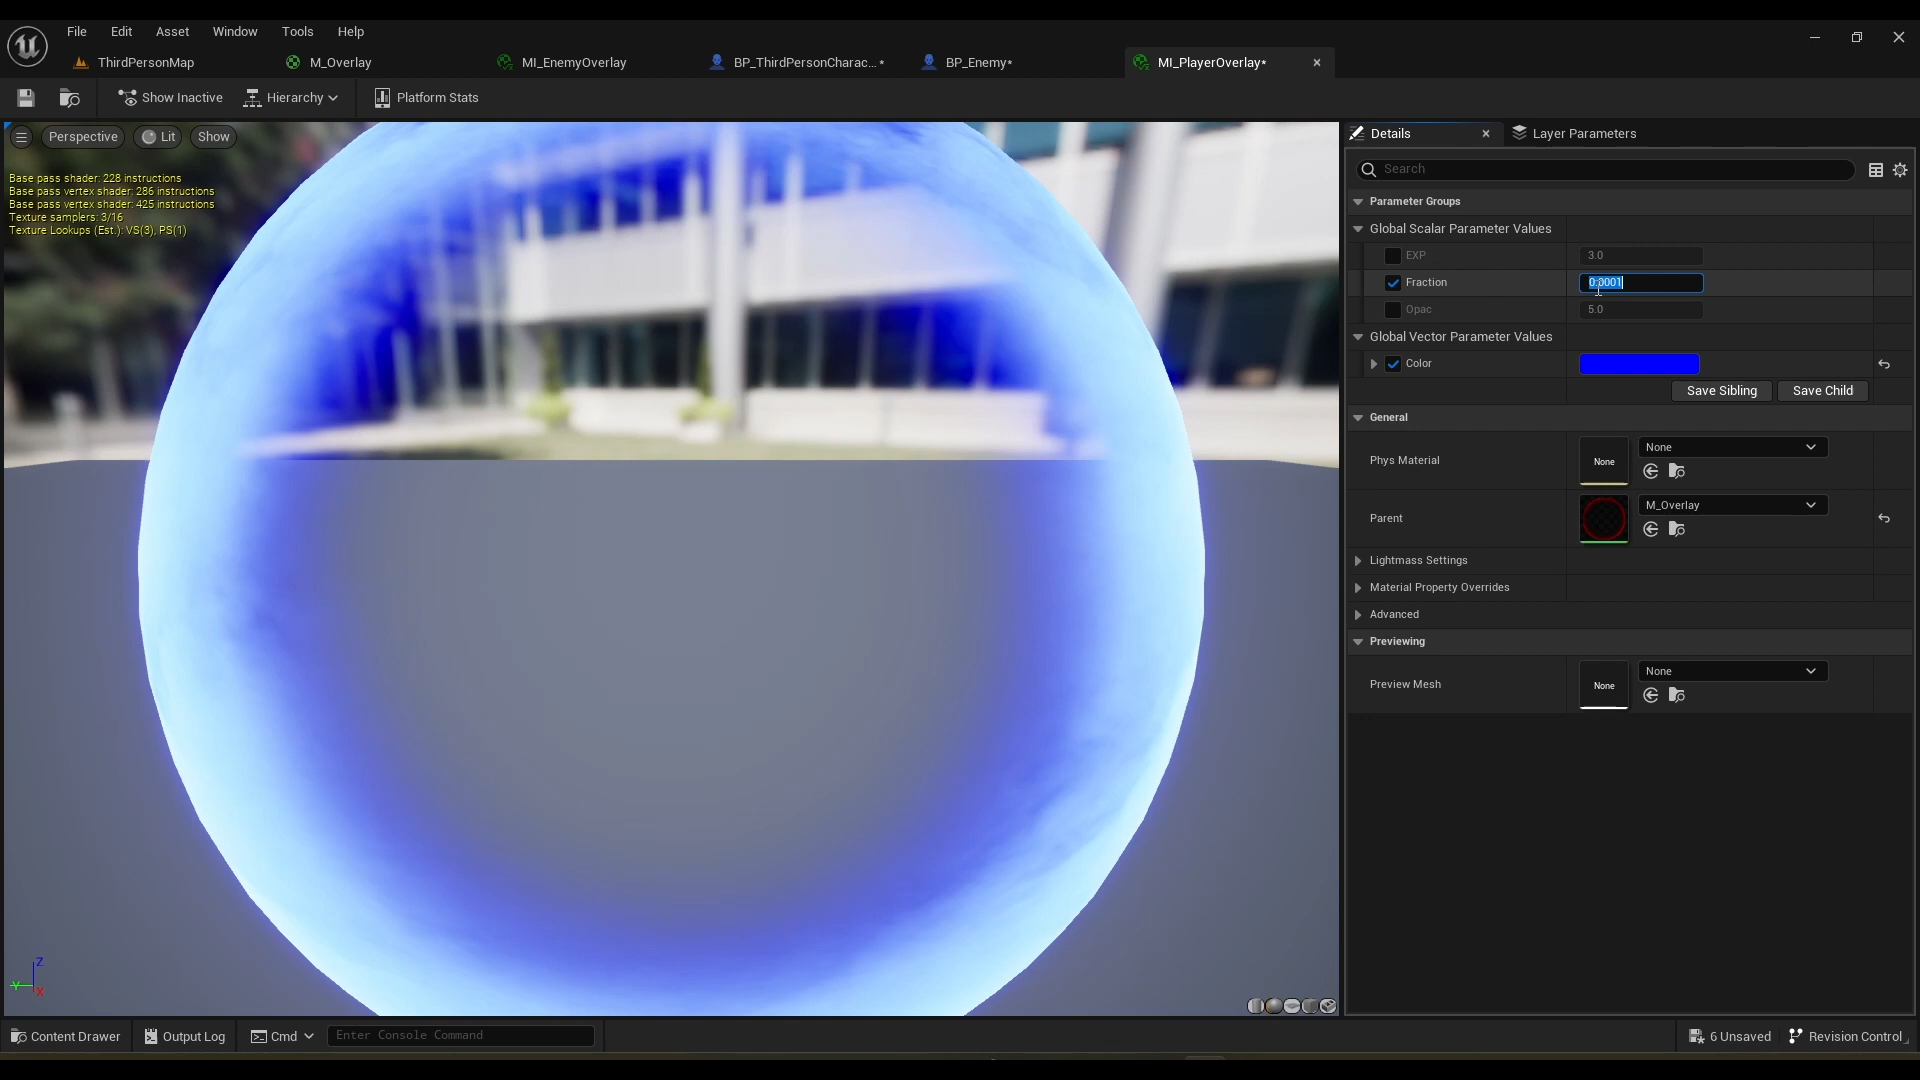 File Edit Asset Window Tools Help
ThirdPersonMap M_Overlay MI_EnemyOverlay BP_ThirdPersonCharac...* BP_Enemy* MI_PlayerOverlay*
Show Inactive Hierarchy Platform Stats
Perspective Lit Show
Base pass shader: 228 instructions
Base pass vertex shader: 286 instructions
Base pass vertex shader: 425 instructions
Texture samplers: 3/16
Texture Lookups (Est.): VS(3), PS(1)
Z
Y
X
Details Layer Parameters
Search
Parameter Groups
Global Scalar Parameter Values
EXP 3.0
Fraction 0.0001
Opac 5.0
Global Vector Parameter Values
Color
Save Sibling Save Child
General
Phys Material None None
Parent M_Overlay
Lightmass Settings
Material Property Overrides
Advanced
Previewing
Preview Mesh None None
Content Drawer Output Log Cmd Enter Console Command 6 Unsaved Revision Control